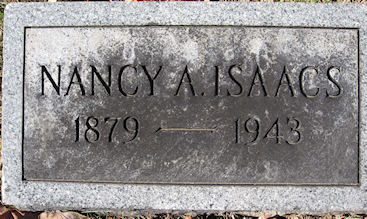 NANCY A. ISAACS
1879 — 1943